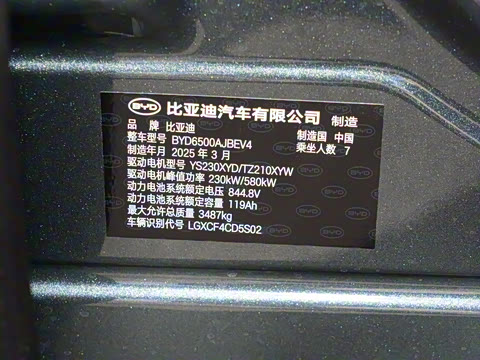 BYD 比亚迪汽车有限公司 制造
品 牌 比亚迪 制造国 中国
整车型号 BYD6500AJBEV4 乘坐人数 7
制造年月 2025 年 3 月
驱动电机型号 YS230XYD/TZ210XYW
驱动电机峰值功率 230kW/580kW
动力电池系统额定电压 844.8V
动力电池系统额定容量 119Ah
最大允许总质量 3487kg
车辆识别代号 LGXCF4CD5S02